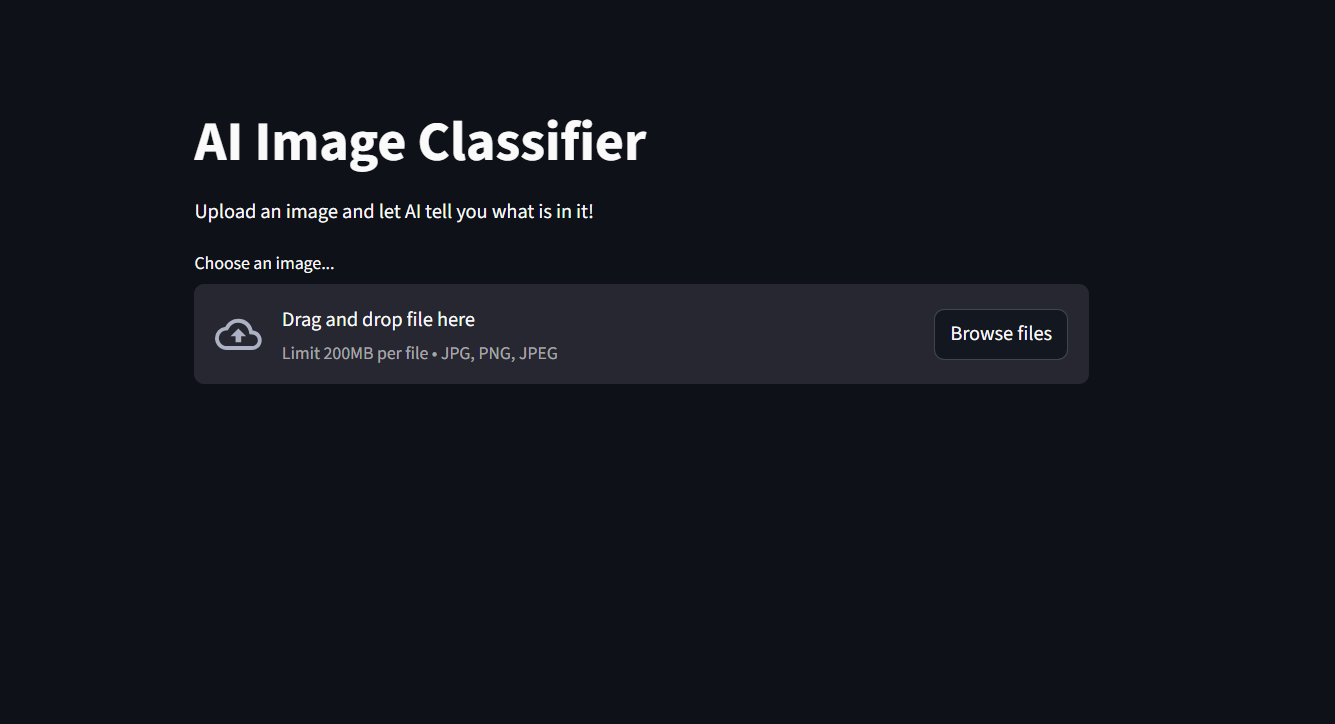 AI Image Classifier
Upload an image and let AI tell you what is in it!
Choose an image...
Drag and drop file here
Limit 200MB per file • JPG, PNG, JPEG
Browse files